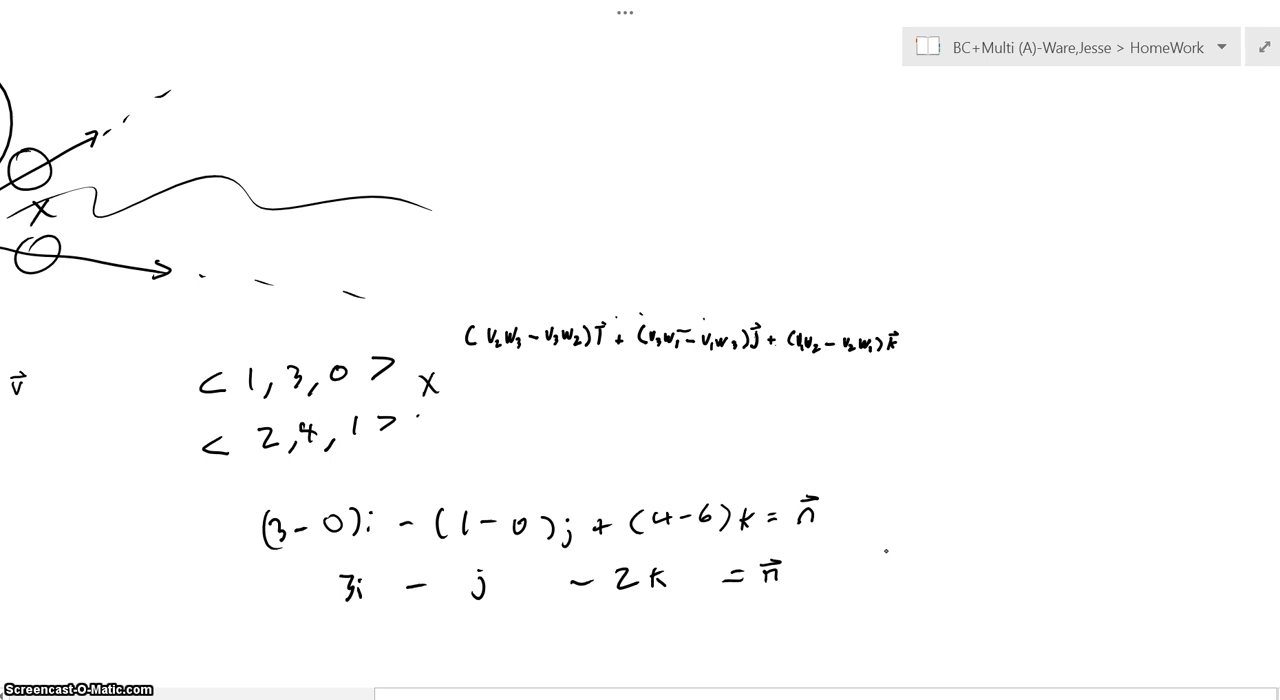 BC+Multi (A)-Ware,Jesse > HomeWork
x
(v₂w₃ - v₃w₂)i⃗ + (v₃w₁ - v₁w₃)j⃗ + (v₂ - v₂w₁)k⃗
v⃗
< 1, 3, 0 > x
< 2, 4, 1 >
(3 - 0)i - (1 - 0)j + (4 - 6)k = n⃗
3i - j - 2k = n⃗
Screencast-O-Matic.com